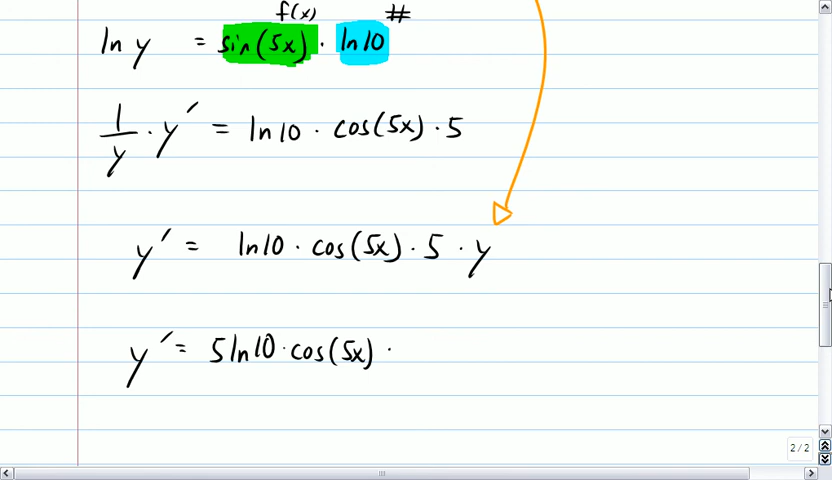 f(x) #
ln y = sin(5x) · ln10
1/y · y′ = ln10 · cos(5x) · 5
y′ = ln10 · cos(5x) · 5 · y
y′ = 5ln10 · cos(5x) ·
2 / 2